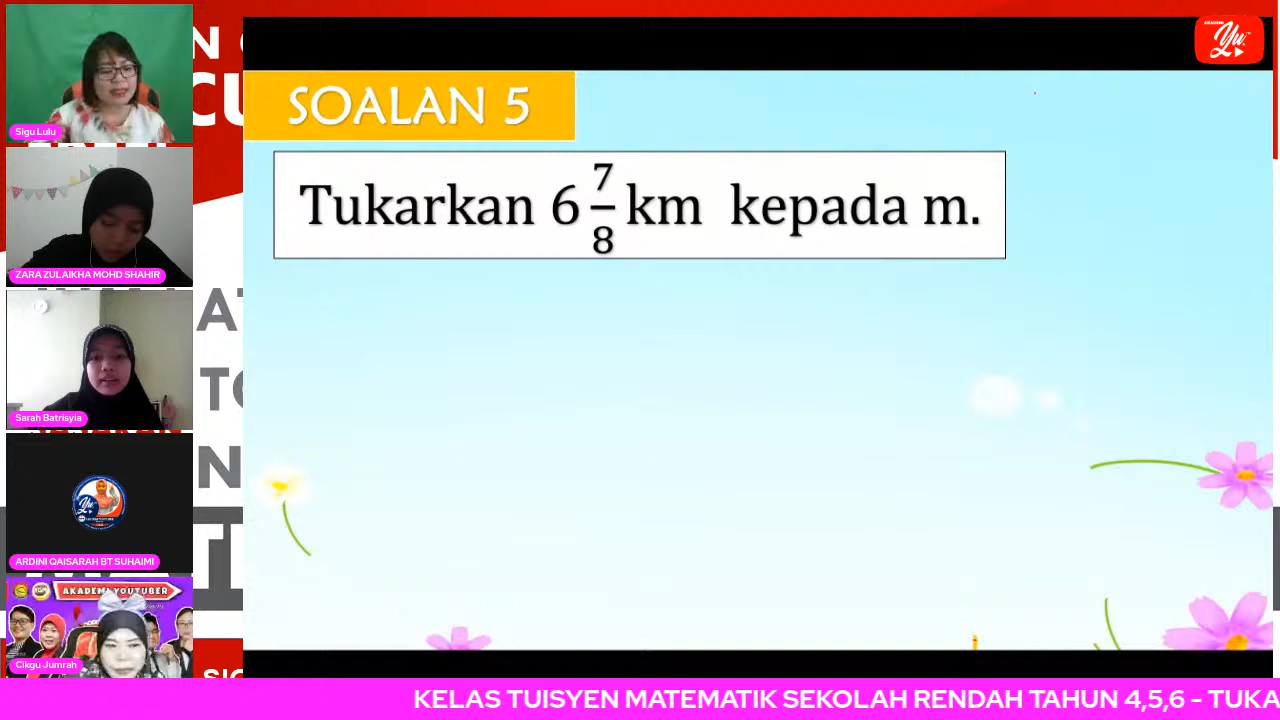 SOALAN 5
Tukarkan 6 7/8 km kepada m.
Sigu Lulu
ZARA ZULAIKHA MOHD SHAHIR
Sarah Batrisyia
ARDINI QAISARAH BT SUHAIMI
AKADEMI YOUTUBER
Cikgu Jumrah
KELAS TUISYEN MATEMATIK SEKOLAH RENDAH TAHUN 4,5,6 - TUKA